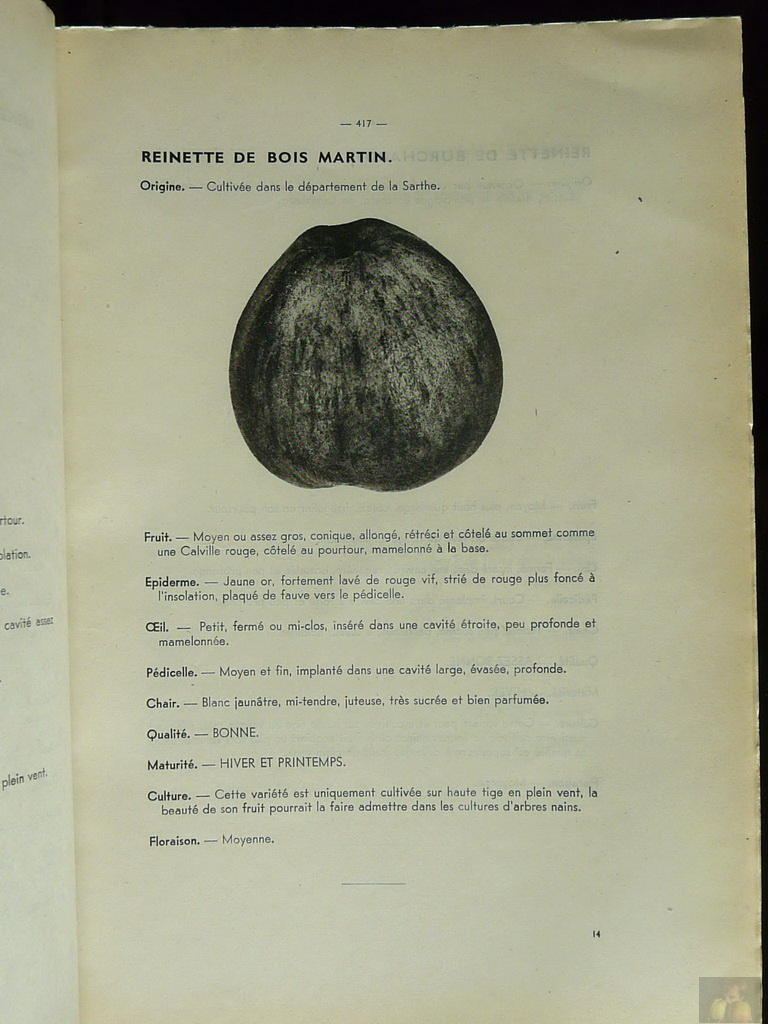 — 417 —
REINETTE DE BOIS MARTIN.
Origine. — Cultivée dans le département de la Sarthe.
Fruit. — Moyen ou assez gros, conique, allongé, rétréci et côtelé au sommet comme
une Calville rouge, côtelé au pourtour, mamelonné à la base.
Epiderme. — Jaune or, fortement lavé de rouge vif, strié de rouge plus foncé à
l'insolation, plaqué de fauve vers le pédicelle.
Œil. — Petit, fermé ou mi-clos, inséré dans une cavité étroite, peu profonde et
mamelonnée.
Pédicelle. — Moyen et fin, implanté dans une cavité large, évasée, profonde.
Chair. — Blanc jaunâtre, mi-tendre, juteuse, très sucrée et bien parfumée.
Qualité. — BONNE.
Maturité. — HIVER ET PRINTEMPS.
Culture. — Cette variété est uniquement cultivée sur haute tige en plein vent, la
beauté de son fruit pourrait la faire admettre dans les cultures d'arbres nains.
Floraison. — Moyenne.
14
rtour.
olation.
e.
cavité assez
plein vent.